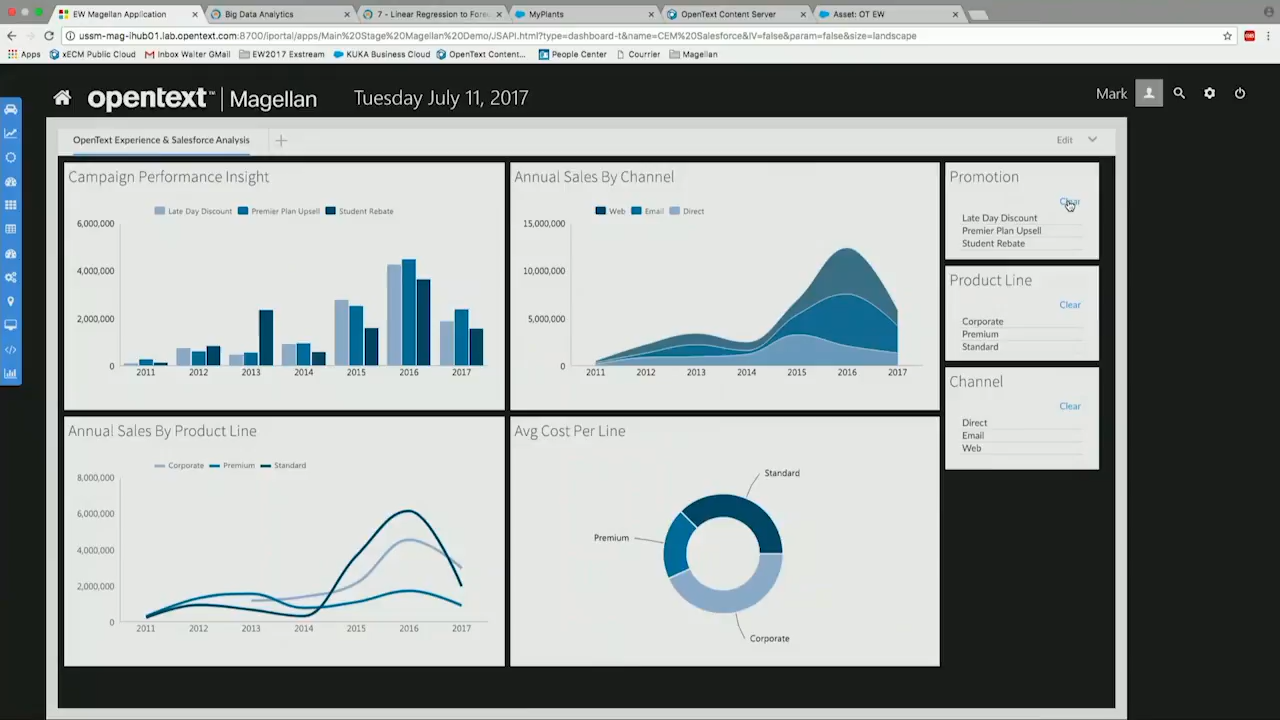 EW Magellan Application
Big Data Analytics
7 - Linear Regression to Forec
MyPlants
OpenText Content Server
Asset: OT EW
ussm-mag-ihub01.lab.opentext.com:8700/iportal/apps/Main%20Stage%20Magellan%20Demo/JSAPI.html?type=dashboard-t&name=CEM%20Salesforce&IV=false&param=false&size=landscape
Apps
xECM Public Cloud
Inbox Walter GMail
EW2017 Exstream
KUKA Business Cloud
OpenText Content...
People Center
Courrier
Magellan
opentext™ | Magellan
Tuesday July 11, 2017
Mark
OpenText Experience & Salesforce Analysis
+
Edit
Campaign Performance Insight
Late Day Discount
Premier Plan Upsell
Student Rebate
6,000,000
4,000,000
2,000,000
0
2011 2012 2013 2014 2015 2016 2017
Annual Sales By Channel
Web
Email
Direct
15,000,000
10,000,000
5,000,000
0
2011 2012 2013 2014 2015 2016 2017
Promotion
Clear
Late Day Discount
Premier Plan Upsell
Student Rebate
Product Line
Clear
Corporate
Premium
Standard
Channel
Clear
Direct
Email
Web
Annual Sales By Product Line
Corporate
Premium
Standard
8,000,000
6,000,000
4,000,000
2,000,000
0
2011 2012 2013 2014 2015 2016 2017
Avg Cost Per Line
Standard
Premium
Corporate